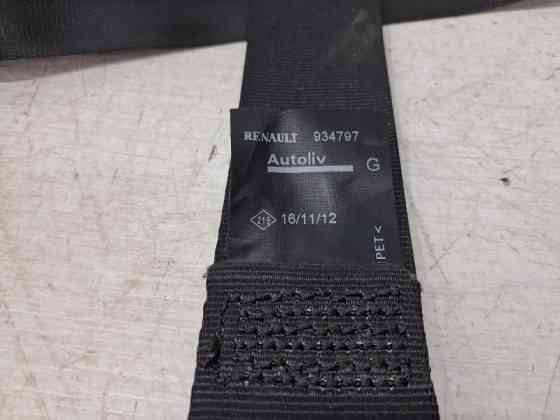 RENAULT 934797
Autoliv
G
16/11/12
PET <